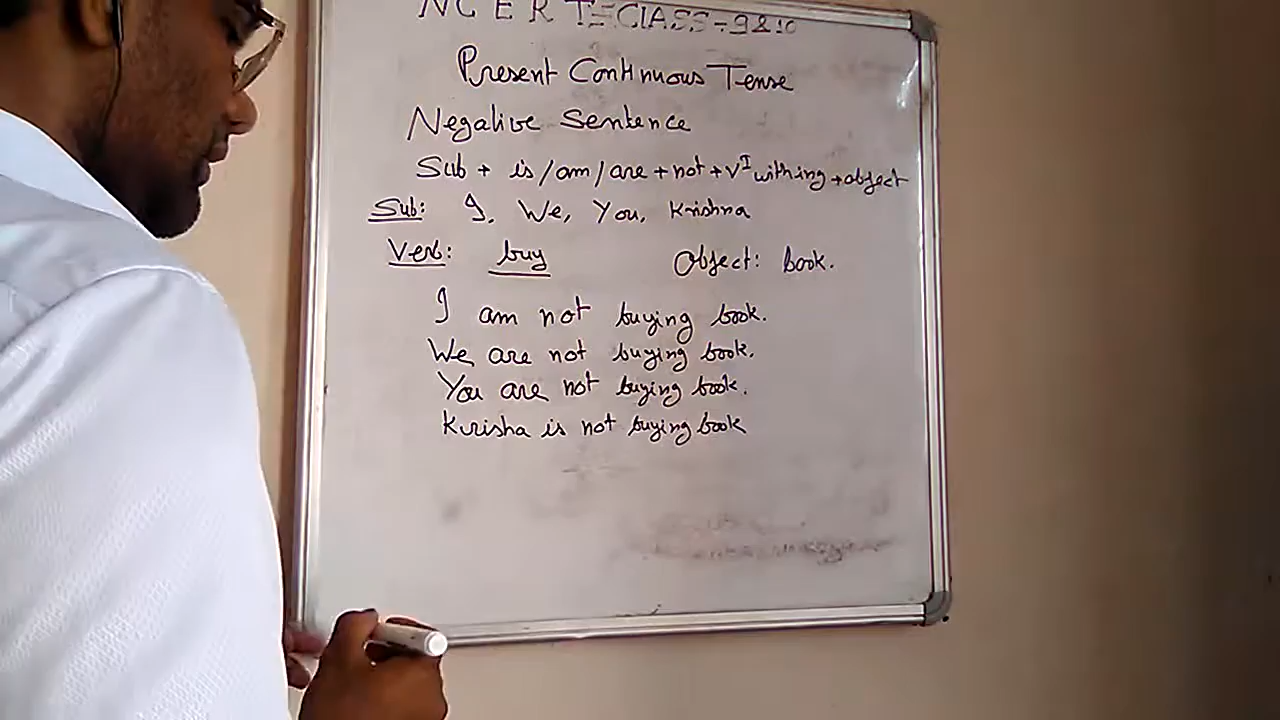 N C E R T CLASS - 9 & 10
Present Continuous Tense
Negative Sentence
Sub + is/am/are + not + V I with ing + object
Sub: I, We, You, Krishna
Verb: buy Object: book.
I am not buying book.
We are not buying book.
You are not buying book.
Krisha is not buying book